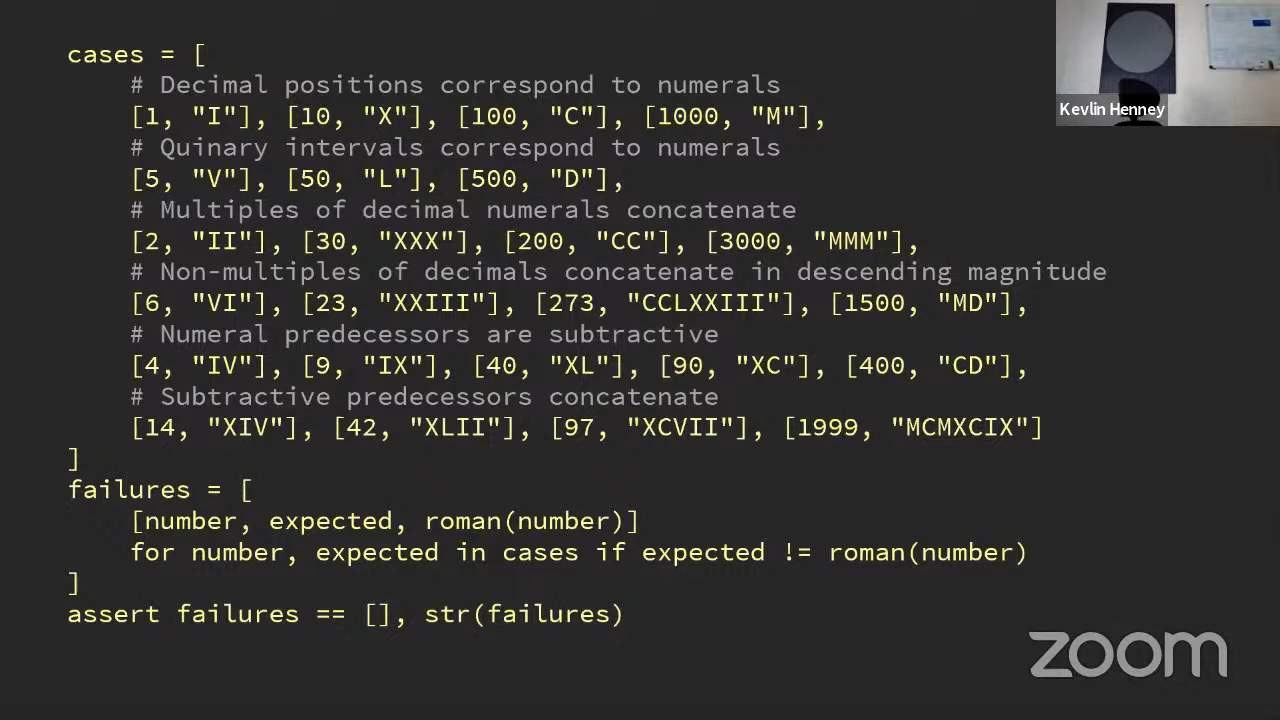 cases = [
# Decimal positions correspond to numerals
[1, "I"], [10, "X"], [100, "C"], [1000, "M"],
# Quinary intervals correspond to numerals
[5, "V"], [50, "L"], [500, "D"],
# Multiples of decimal numerals concatenate
[2, "II"], [30, "XXX"], [200, "CC"], [3000, "MMM"],
# Non-multiples of decimals concatenate in descending magnitude
[6, "VI"], [23, "XXIII"], [273, "CCLXXIII"], [1500, "MD"],
# Numeral predecessors are subtractive
[4, "IV"], [9, "IX"], [40, "XL"], [90, "XC"], [400, "CD"],
# Subtractive predecessors concatenate
[14, "XIV"], [42, "XLII"], [97, "XCVII"], [1999, "MCMXCIX"]
]
failures = [
[number, expected, roman(number)]
for number, expected in cases if expected != roman(number)
]
assert failures == [], str(failures)
Kevlin Henney
zoom